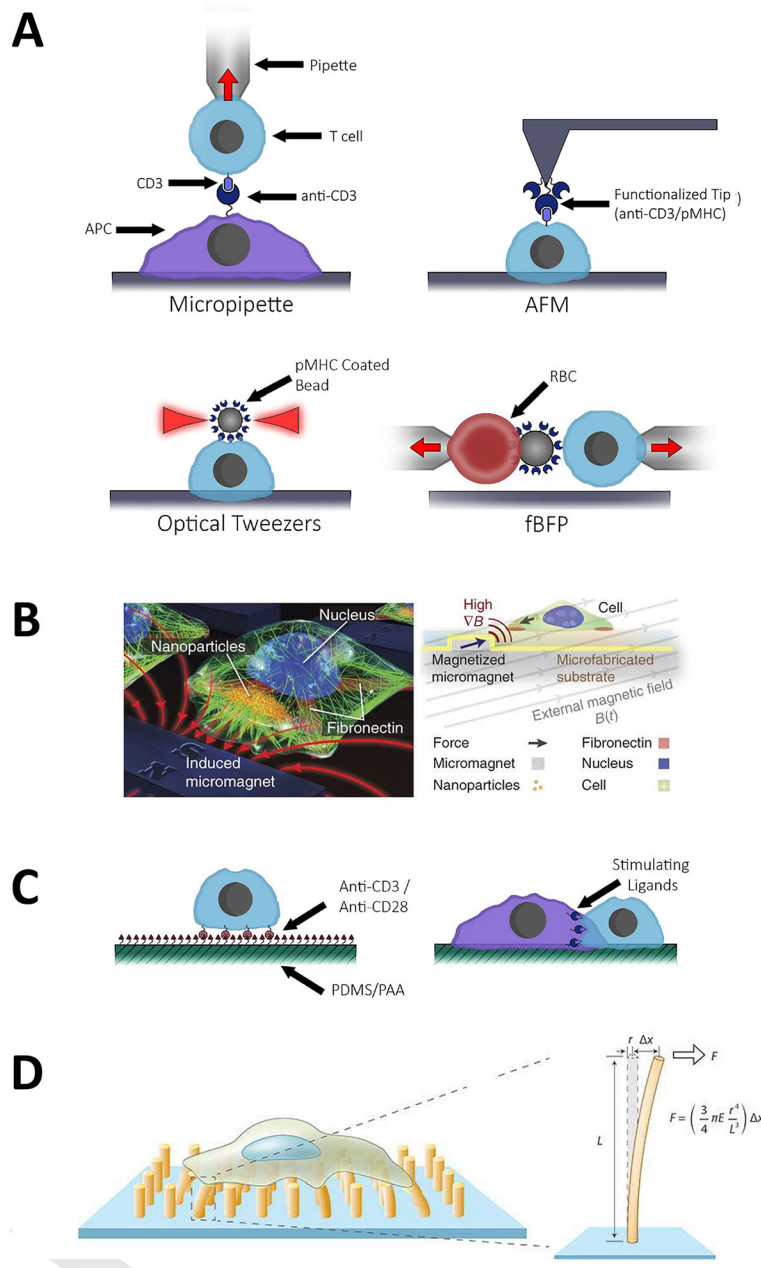 A
Pipette
T cell
CD3
anti-CD3
APC
Micropipette
Functionalized Tip
(anti-CD3/pMHC)
AFM
pMHC Coated
Bead
Optical Tweezers
RBC
fBFP
B
Nucleus
Nanoparticles
Fibronectin
Induced
micromagnet
S
N
High
∇B
Cell
Magnetized
micromagnet
Microfabricated
substrate
External magnetic field
B(t)
Force
Fibronectin
Micromagnet
Nucleus
Nanoparticles
Cell
C
Anti-CD3 /
Anti-CD28
PDMS/PAA
Stimulating
Ligands
D
r Δx
F
L
F = (3/4 πE r⁴/L³) Δx